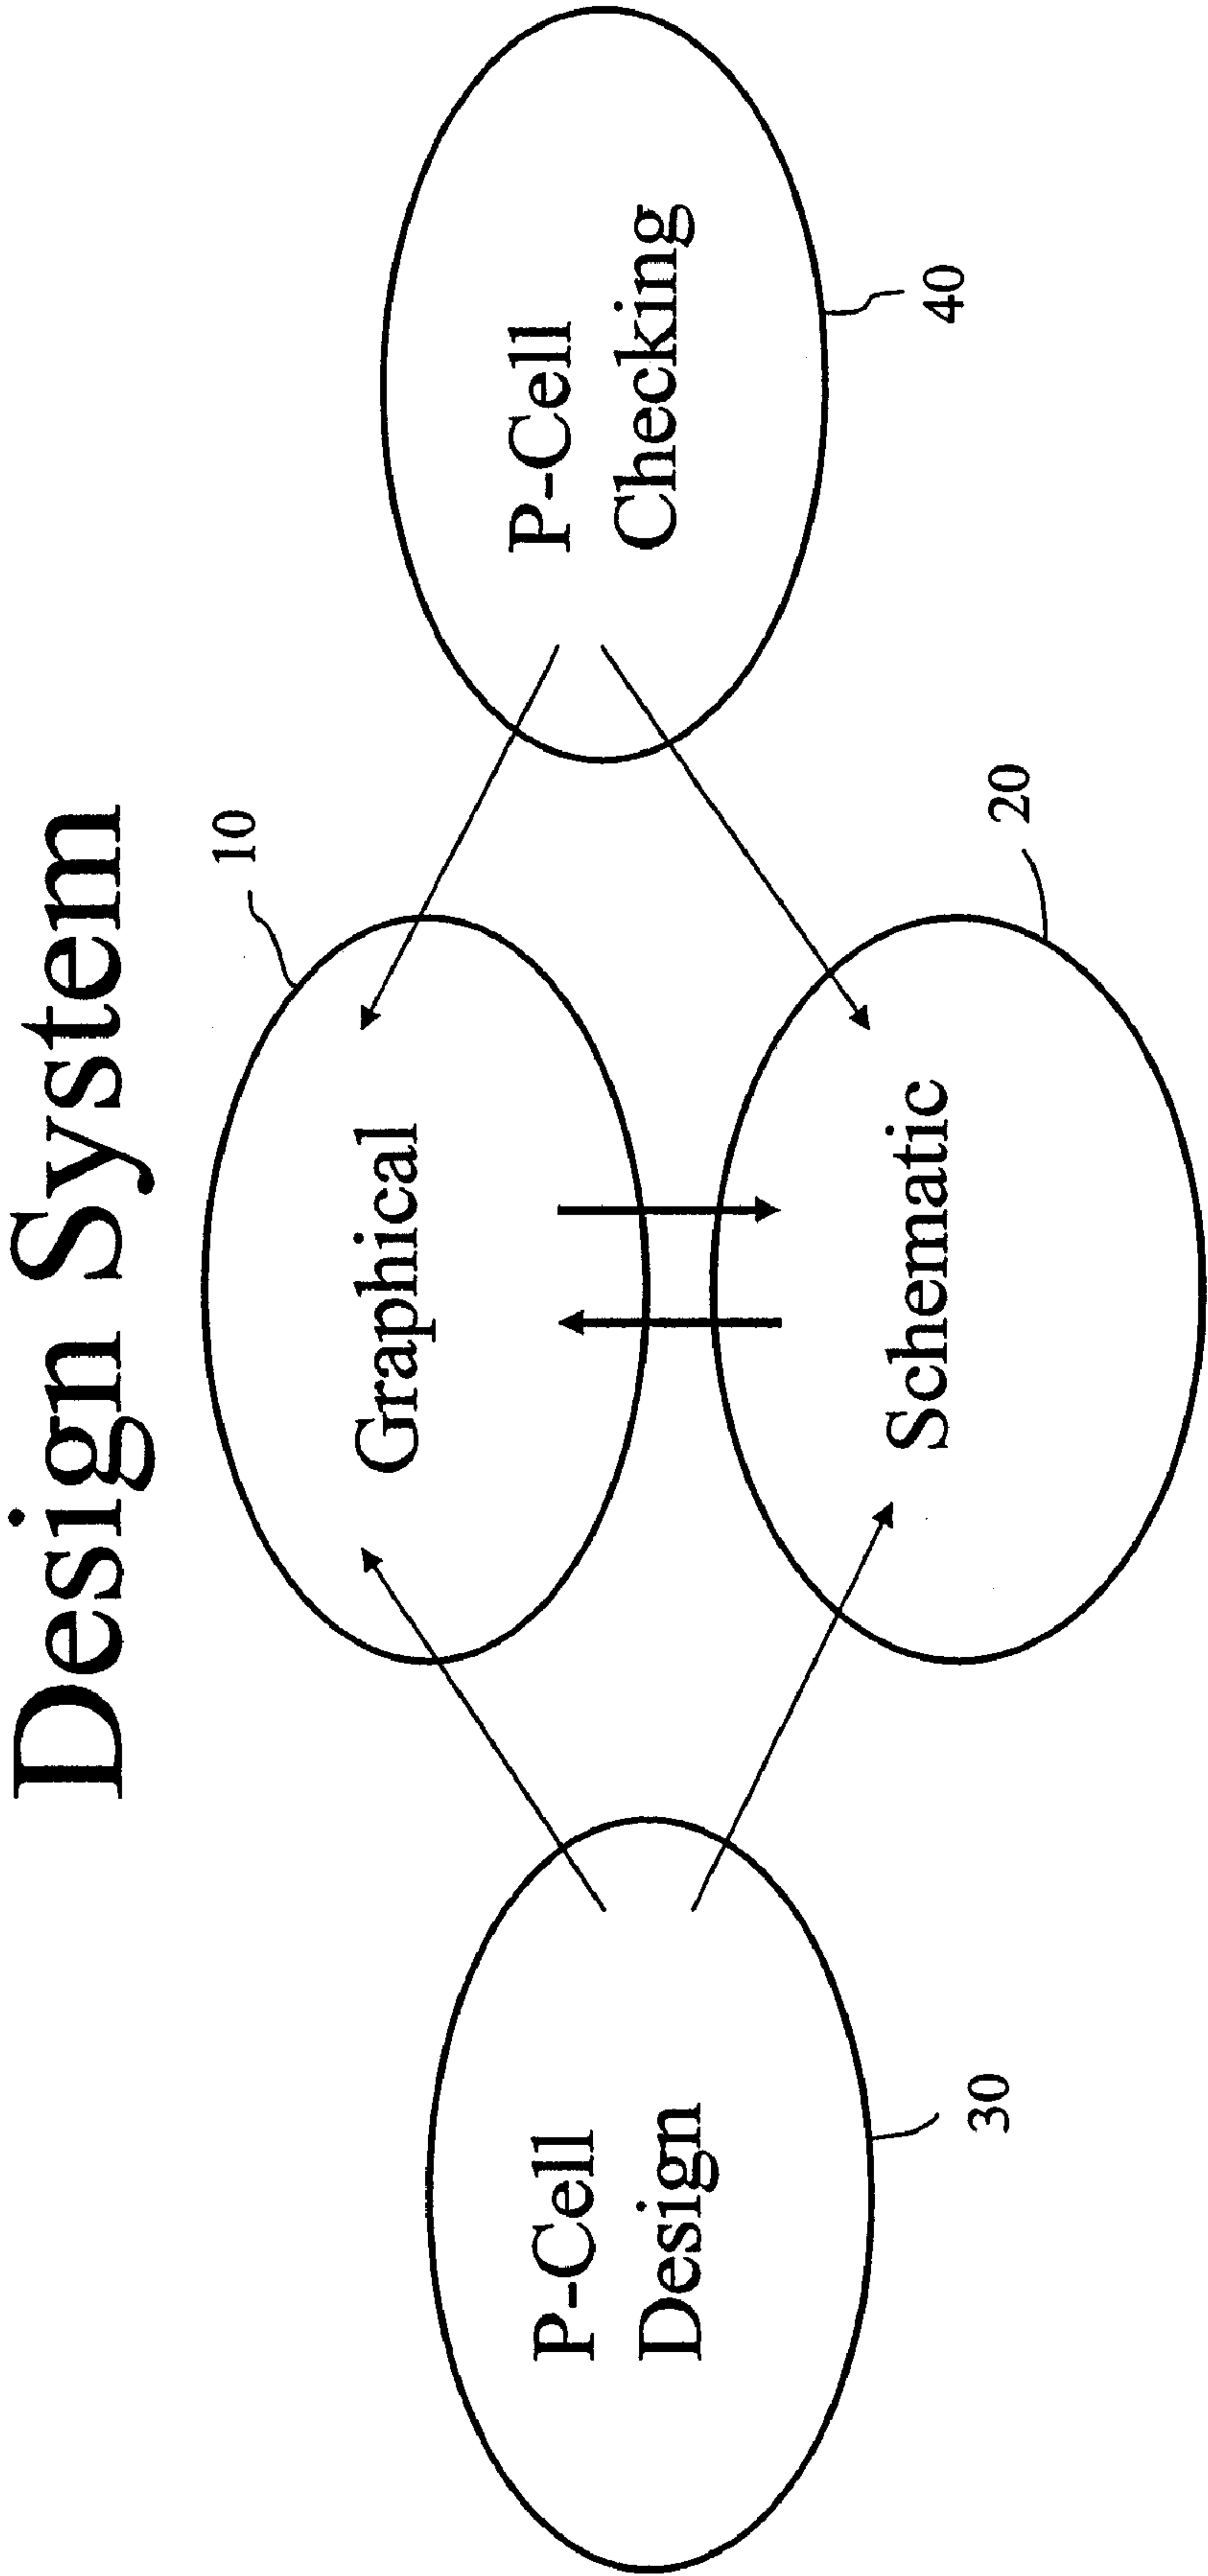 Design System
10
Graphical
P-Cell
Design
30
P-Cell
Checking
40
Schematic
20